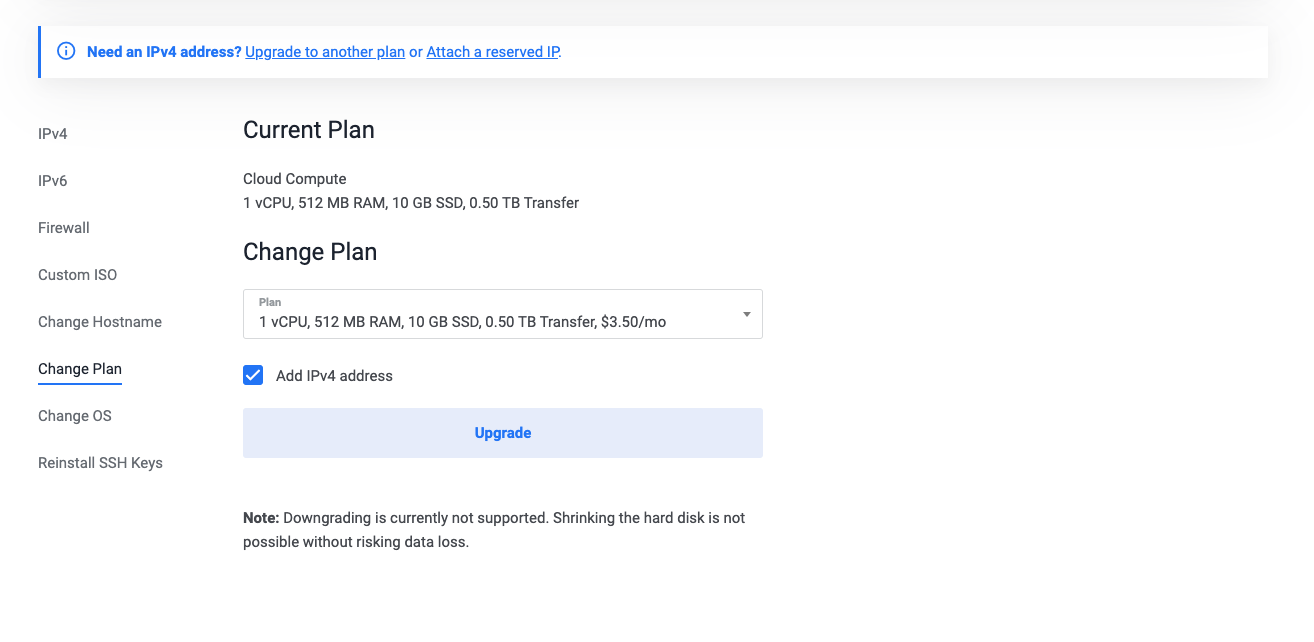 Need an IPv4 address? Upgrade to another plan or Attach a reserved IP.
IPv4
IPv6
Firewall
Custom ISO
Change Hostname
Change Plan
Change OS
Reinstall SSH Keys
Current Plan
Cloud Compute
1 vCPU, 512 MB RAM, 10 GB SSD, 0.50 TB Transfer
Change Plan
Plan
1 vCPU, 512 MB RAM, 10 GB SSD, 0.50 TB Transfer, $3.50/mo
Add IPv4 address
Upgrade
Note: Downgrading is currently not supported. Shrinking the hard disk is not
possible without risking data loss.